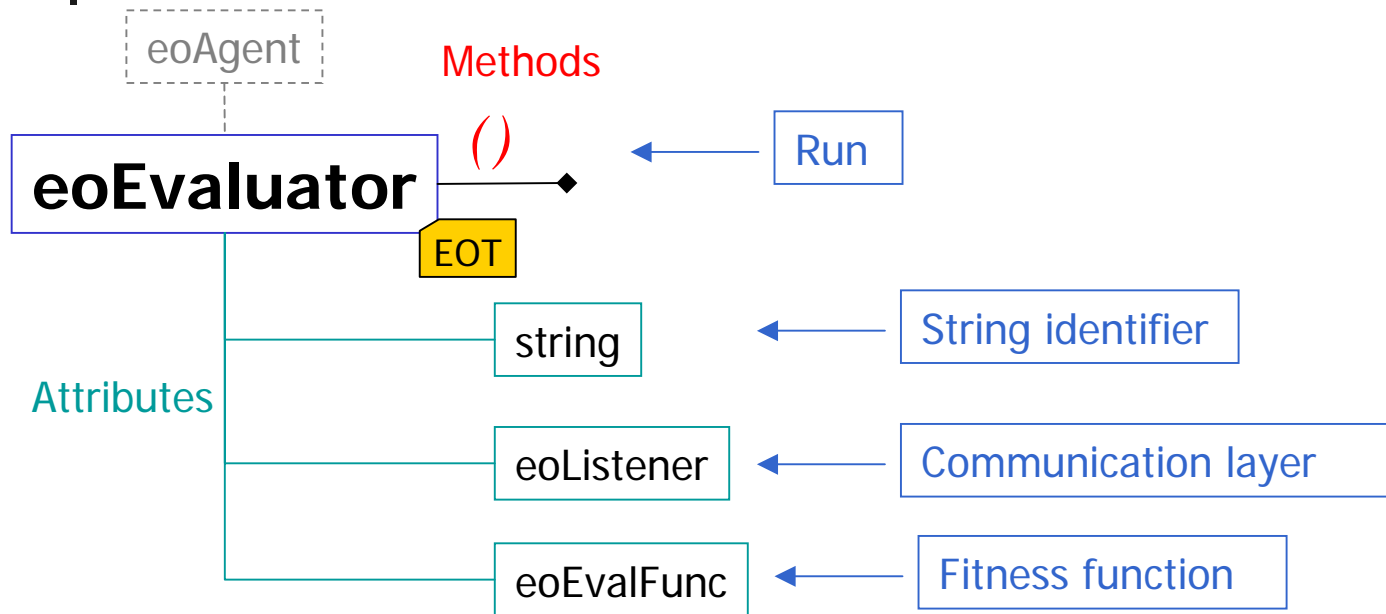 eoAgent
Methods
eoEvaluator
()
Run
EOT
string
String identifier
Attributes
eoListener
Communication layer
eoEvalFunc
Fitness function